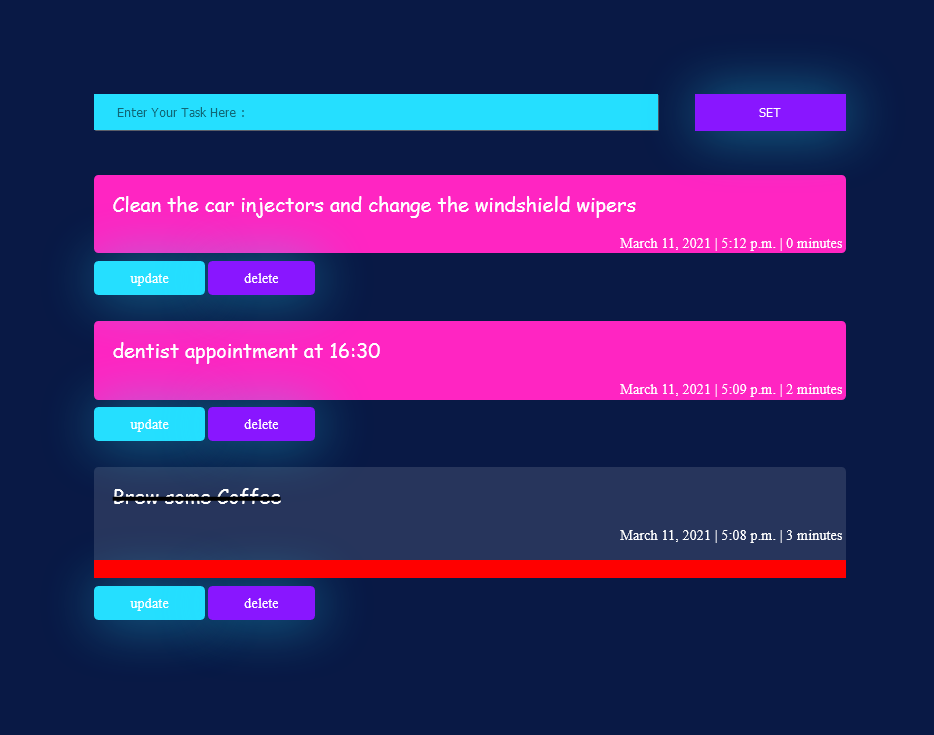 Enter Your Task Here :
SET
Clean the car injectors and change the windshield wipers
March 11, 2021 | 5:12 p.m. | 0 minutes
update
delete
dentist appointment at 16:30
March 11, 2021 | 5:09 p.m. | 2 minutes
update
delete
Brew some Coffee
March 11, 2021 | 5:08 p.m. | 3 minutes
update
delete